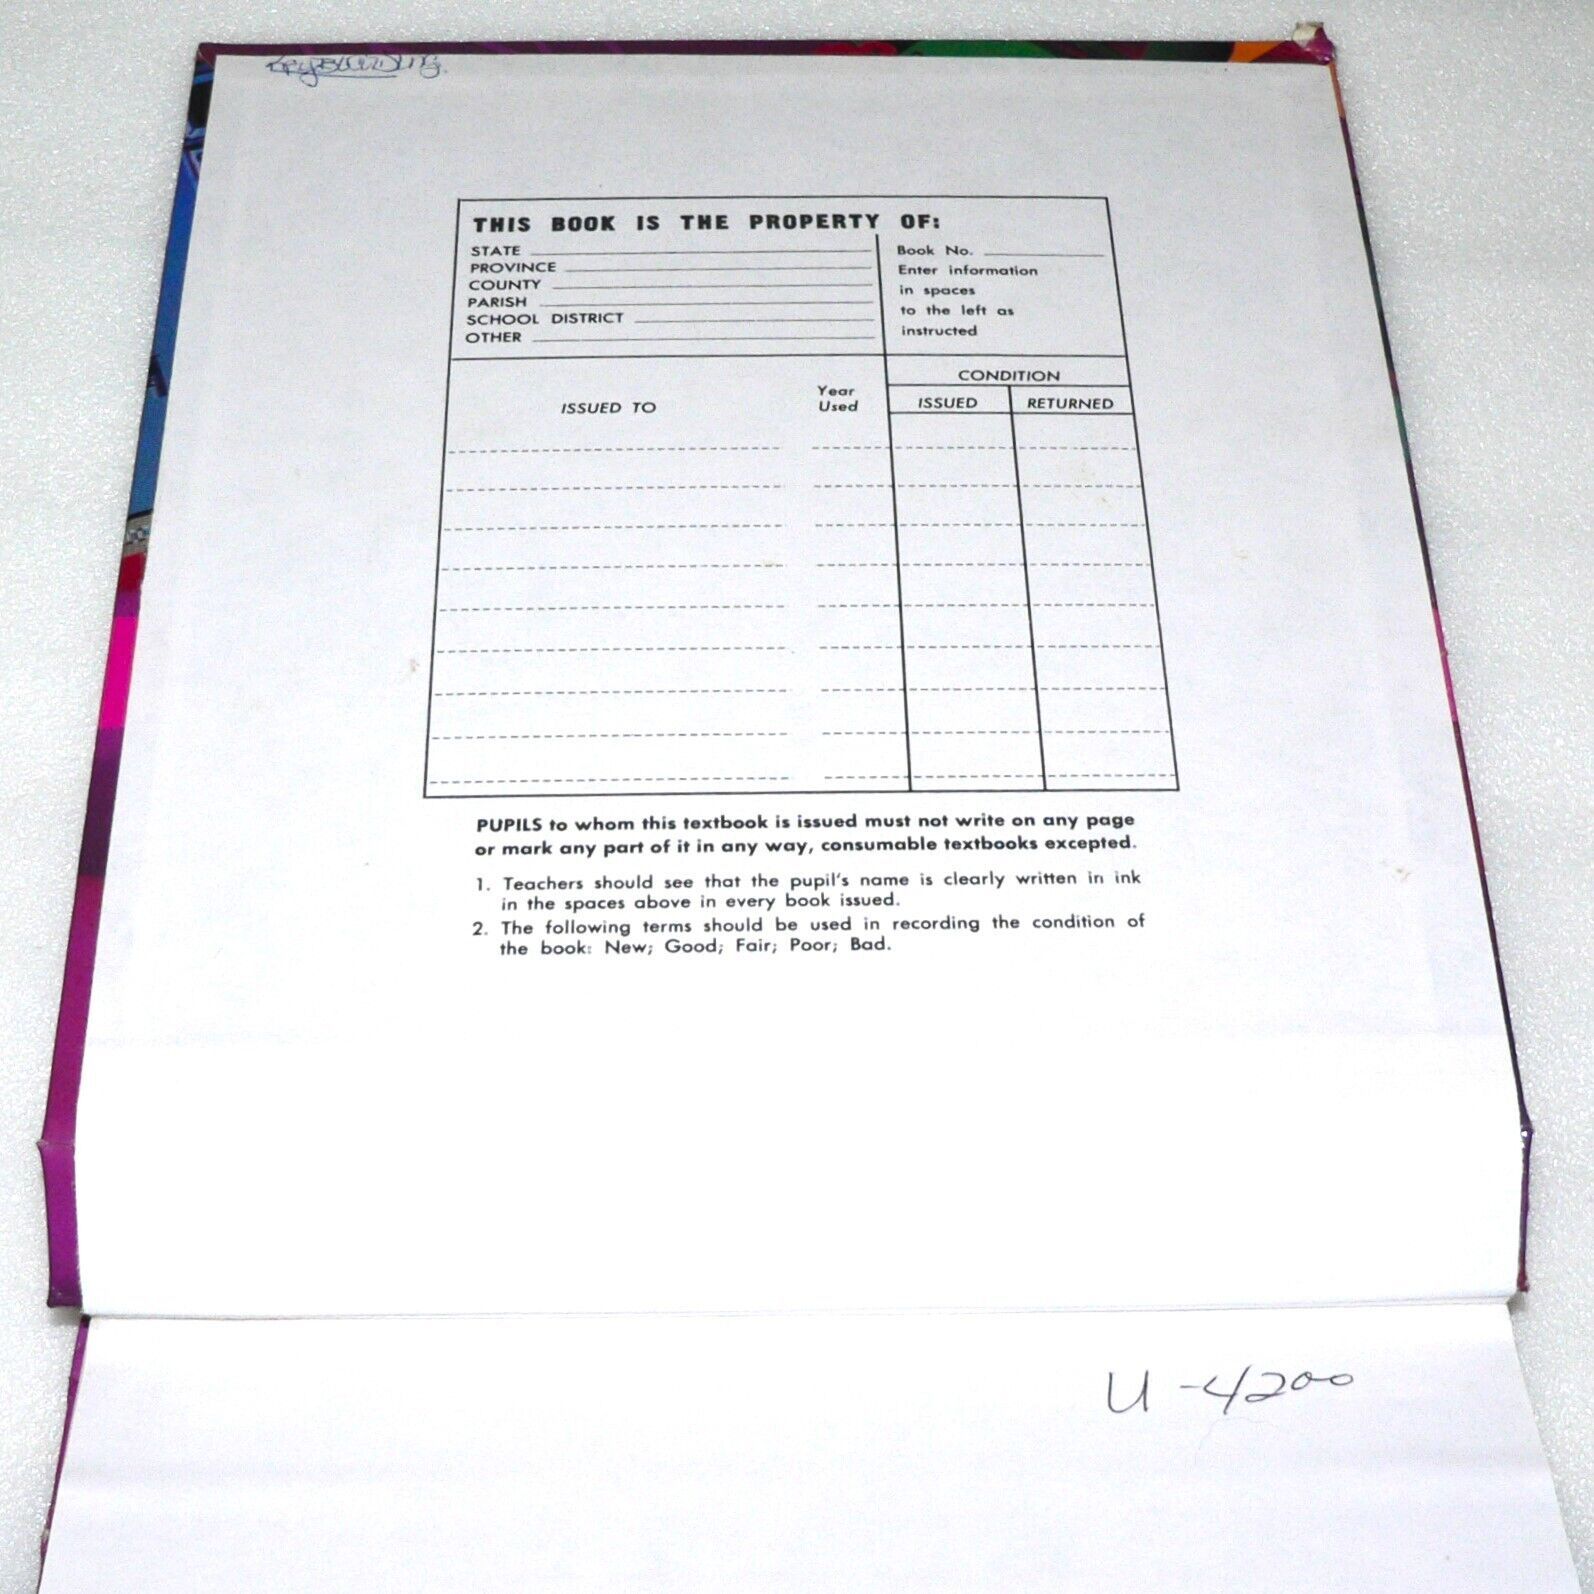 Keyboarding.
THIS BOOK IS THE PROPERTY OF:
STATE
PROVINCE
COUNTY
PARISH
SCHOOL DISTRICT
OTHER
Book No.
Enter information
in spaces
to the left as
instructed
ISSUED TO
Year
Used
CONDITION
ISSUED RETURNED
PUPILS to whom this textbook is issued must not write on any page
or mark any part of it in any way, consumable textbooks excepted.
1. Teachers should see that the pupil's name is clearly written in ink
in the spaces above in every book issued.
2. The following terms should be used in recording the condition of
the book: New; Good; Fair; Poor; Bad.
U-4200